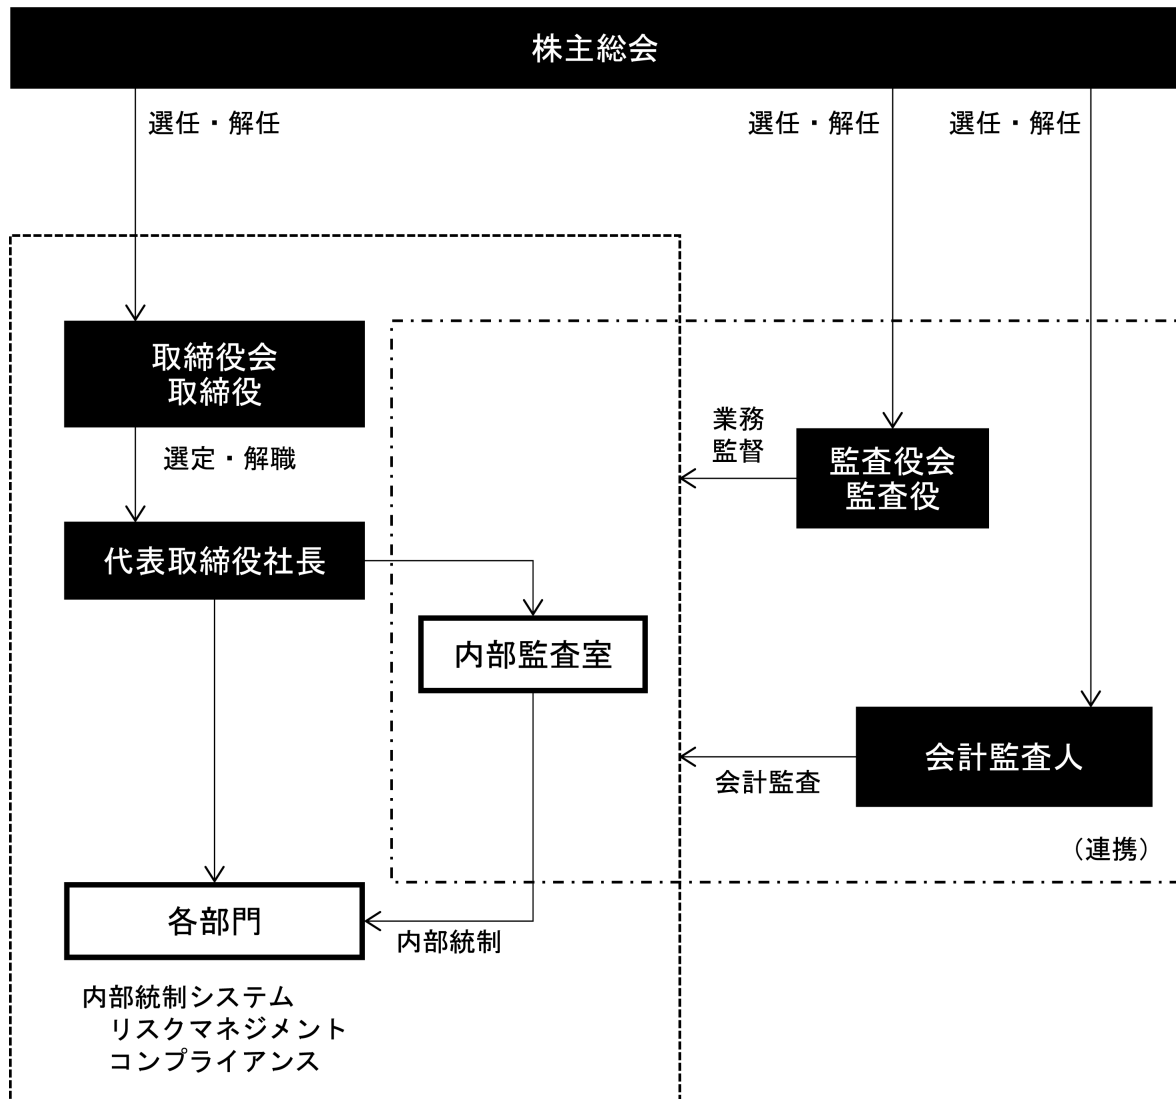 株主総会
選任・解任
選任・解任
選任・解任
取締役会
取締役
選定・解職
業務
監督
監査役会
監査役
代表取締役社長
内部監査室
会計監査人
会計監査
（連携）
各部門
内部統制
内部統制システム
リスクマネジメント
コンプライアンス